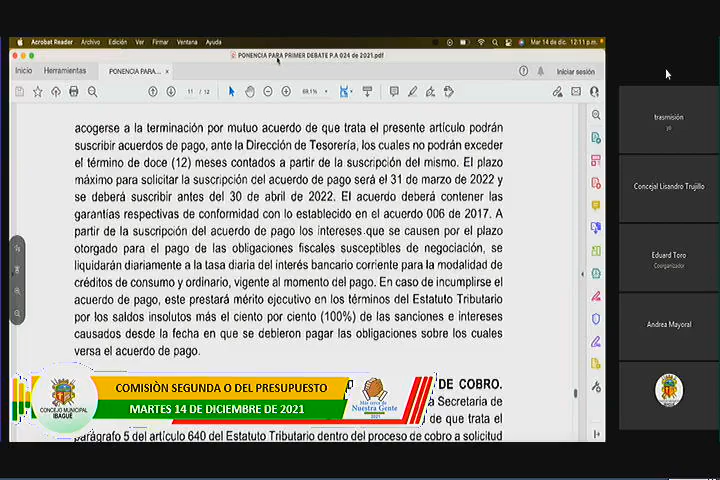 Acrobat Reader Archivo Edición Ver Firmar Ventana Ayuda Mar 14 de dic. 12:11 p.m.
PONENCIA PARA PRIMER DEBATE P.A 024 de 2021.pdf
Inicio Herramientas PONENCIA PARA... × Iniciar sesión
11 / 12 69,1%
acogerse a la terminación por mutuo acuerdo de que trata el presente artículo podrán
suscribir acuerdos de pago, ante la Dirección de Tesorería, los cuales no podrán exceder
el término de doce (12) meses contados a partir de la suscripción del mismo. El plazo
máximo para solicitar la suscripción del acuerdo de pago será el 31 de marzo de 2022 y
se deberá suscribir antes del 30 de abril de 2022. El acuerdo deberá contener las
garantías respectivas de conformidad con lo establecido en el acuerdo 006 de 2017. A
partir de la suscripción del acuerdo de pago los intereses que se causen por el plazo
otorgado para el pago de las obligaciones fiscales susceptibles de negociación, se
liquidarán diariamente a la tasa diaria del interés bancario corriente para la modalidad de
créditos de consumo y ordinario, vigente al momento del pago. En caso de incumplirse el
acuerdo de pago, este prestará mérito ejecutivo en los términos del Estatuto Tributario
por los saldos insolutos más el ciento por ciento (100%) de las sanciones e intereses
causados desde la fecha en que se debieron pagar las obligaciones sobre los cuales
versa el acuerdo de pago.
DE COBRO.
a Secretaria de
de que trata el
parágrafo 5 del artículo 640 del Estatuto Tributario dentro del proceso de cobro a solicitud
COMISIÒN SEGUNDA O DEL PRESUPUESTO
MARTES 14 DE DICIEMBRE DE 2021
CONCEJO MUNICIPAL
IBAGUÉ
Más cerca de
Nuestra Gente
2021
trasmisión
yo
Concejal Lisandro Trujillo
Eduard Toro
Coorganizador
Andrea Mayoral